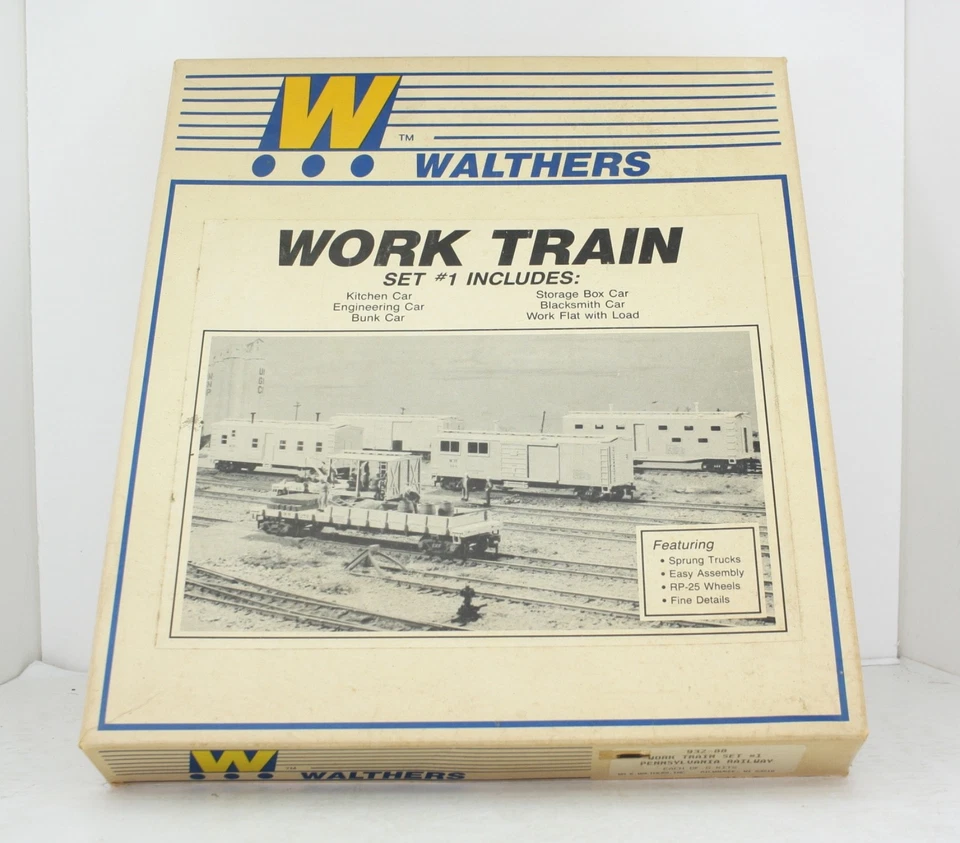 W
TM
WALTHERS
WORK TRAIN
SET #1 INCLUDES:
Kitchen Car
Engineering Car
Bunk Car
Storage Box Car
Blacksmith Car
Work Flat with Load
Featuring
• Sprung Trucks
• Easy Assembly
• RP-25 Wheels
• Fine Details
W
TM
WALTHERS
WORK TRAIN SET #1
PENNSYLVANIA RAILWAY